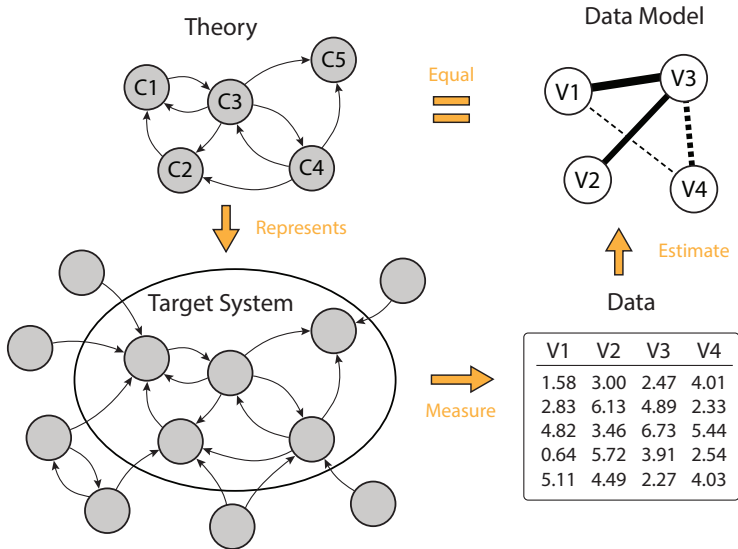 Theory
Data Model
C1
C3
C5
C2
C4
Equal
V1
V3
V2
V4
Represents
Estimate
Target System
Measure
Data
V1 V2 V3 V4
1.58 3.00 2.47 4.01
2.83 6.13 4.89 2.33
4.82 3.46 6.73 5.44
0.64 5.72 3.91 2.54
5.11 4.49 2.27 4.03